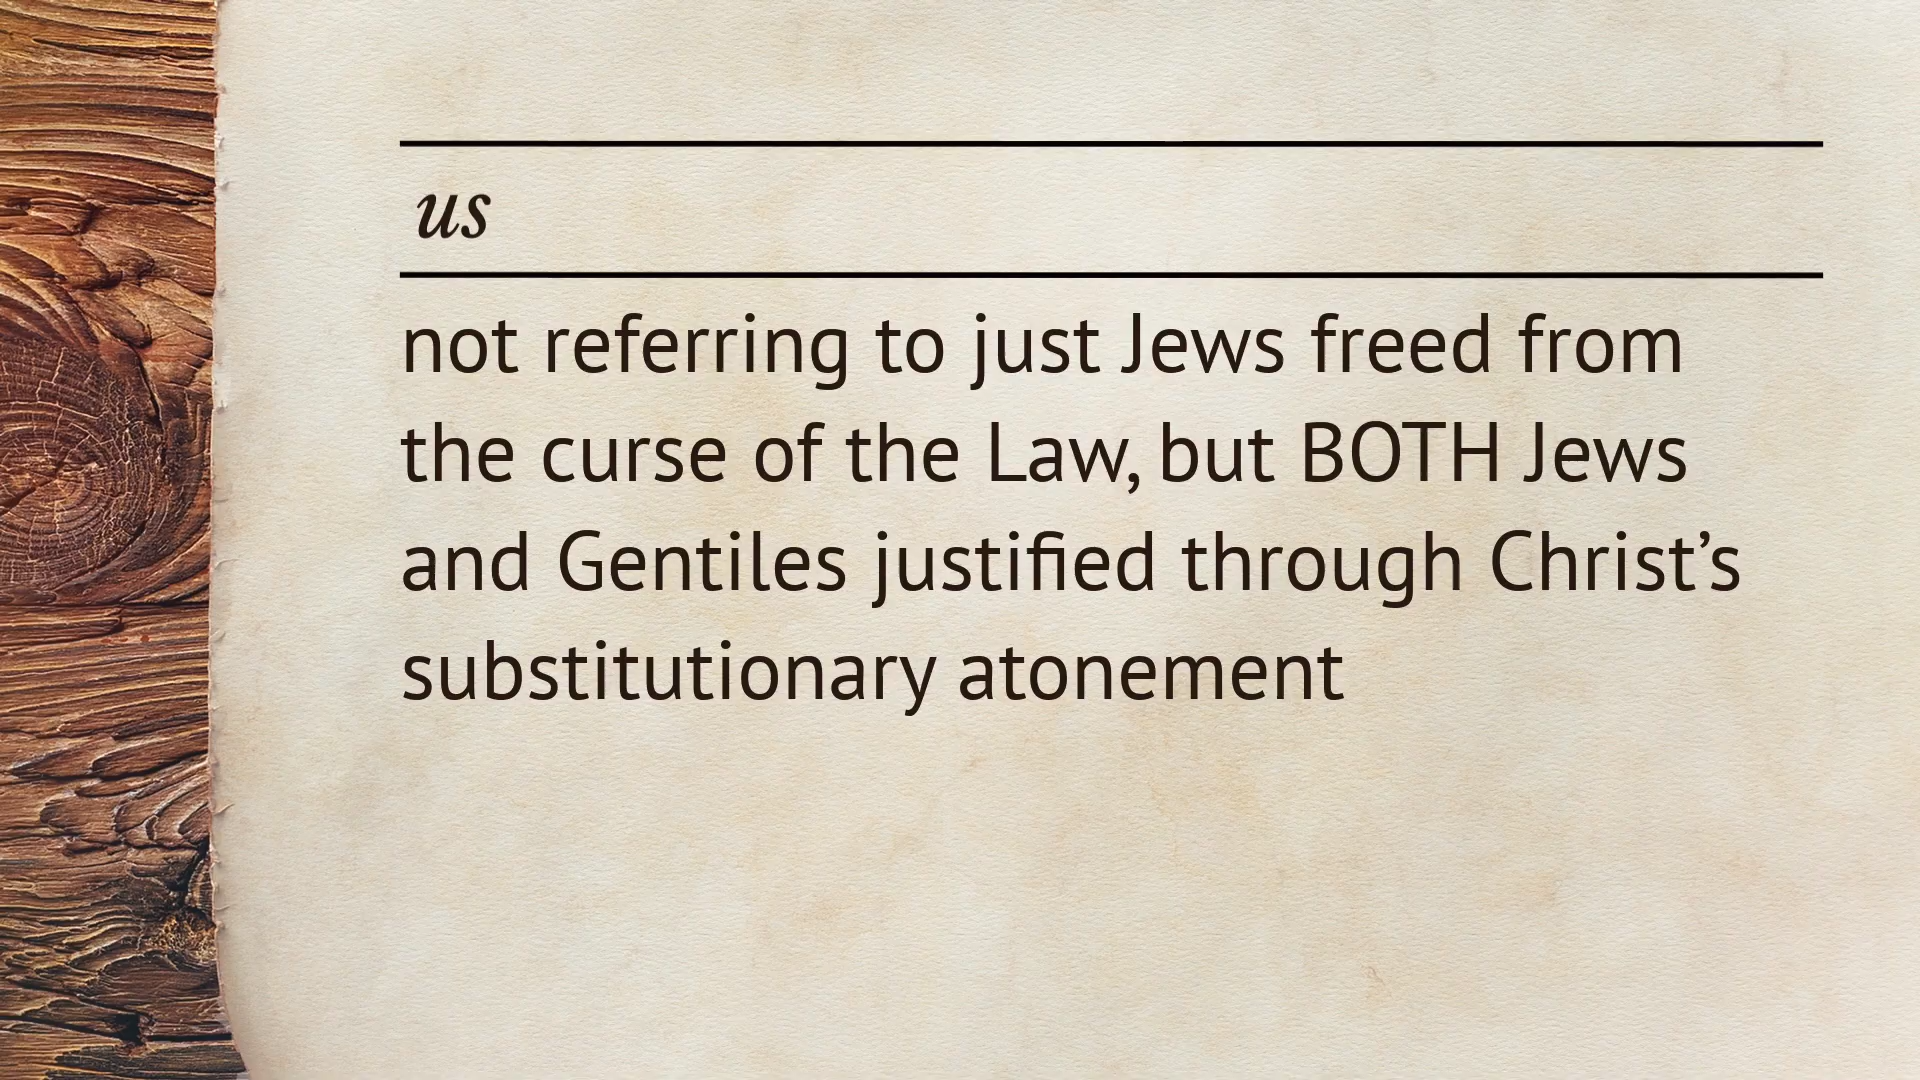 us
not referring to just Jews freed from
the curse of the Law, but BOTH Jews
and Gentiles justified through Christ’s
substitutionary atonement